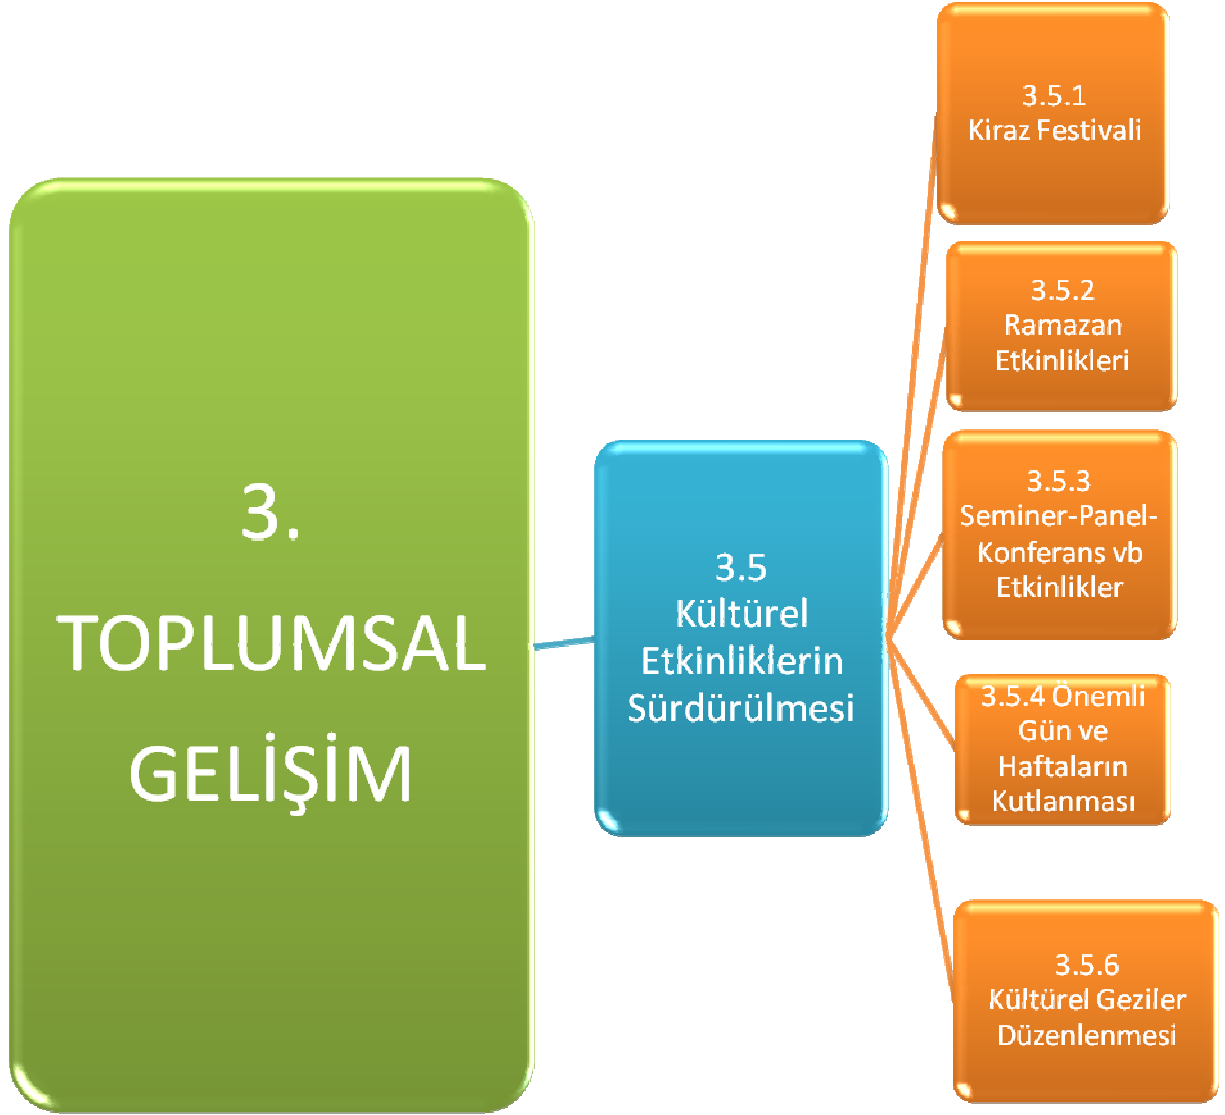 3.
TOPLUMSAL
GELİŞİM
3.5
Kültürel
Etkinliklerin
Sürdürülmesi
3.5.1
Kiraz Festivali
3.5.2
Ramazan
Etkinlikleri
3.5.3
Seminer-Panel-
Konferans vb
Etkinlikler
3.5.4 Önemli
Gün ve
Haftaların
Kutlanması
3.5.6
Kültürel Geziler
Düzenlenmesi